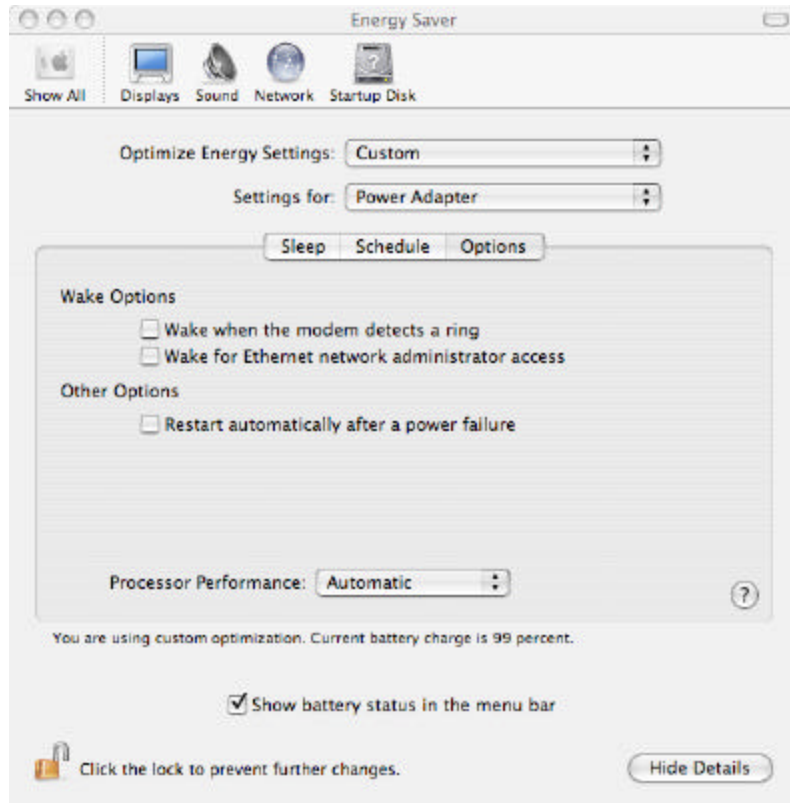 Energy Saver
Show All Displays Sound Network Startup Disk
Optimize Energy Settings: Custom
Settings for: Power Adapter
Sleep Schedule Options
Wake Options
Wake when the modem detects a ring
Wake for Ethernet network administrator access
Other Options
Restart automatically after a power failure
Processor Performance: Automatic
?
You are using custom optimization. Current battery charge is 99 percent.
Show battery status in the menu bar
Click the lock to prevent further changes. Hide Details